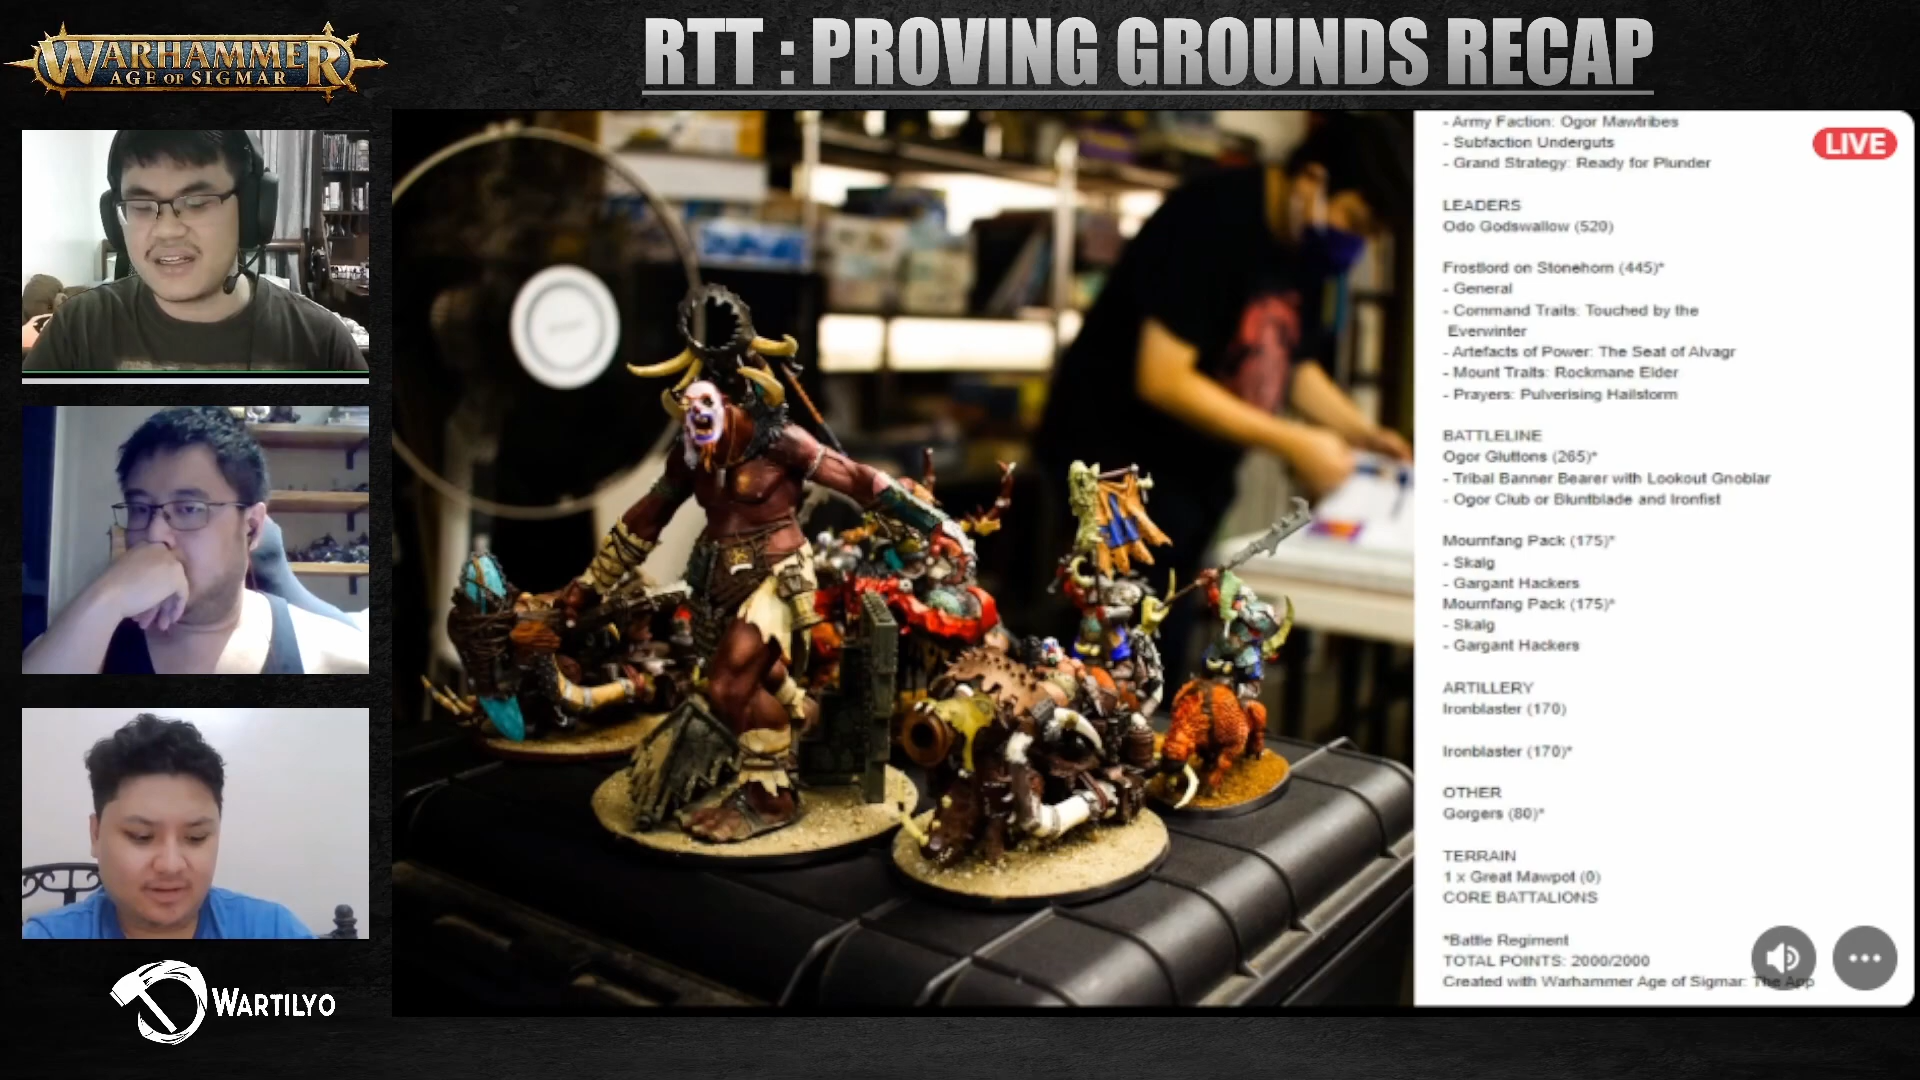 WARHAMMER
AGE OF SIGMAR
RTT : PROVING GROUNDS RECAP
LIVE
- Army Faction: Ogor Mawtribes
- Subfaction Underguts
- Grand Strategy: Ready for Plunder
LEADERS
Odo Godswallow (520)
Frostlord on Stonehorn (445)*
- General
- Command Traits: Touched by the
Everwinter
- Artefacts of Power: The Seat of Alvagr
- Mount Traits: Rockmane Elder
- Prayers: Pulverising Hailstorm
BATTLELINE
Ogor Gluttons (265)*
- Tribal Banner Bearer with Lookout Gnoblar
- Ogor Club or Bluntblade and Ironfist
Mournfang Pack (175)*
- Skalg
- Gargant Hackers
Mournfang Pack (175)*
- Skalg
- Gargant Hackers
ARTILLERY
Ironblaster (170)
Ironblaster (170)*
OTHER
Gorgers (80)*
TERRAIN
1 x Great Mawpot (0)
CORE BATTALIONS
*Battle Regiment
TOTAL POINTS: 2000/2000
Created with Warhammer Age of Sigmar: The App
WARTILYO